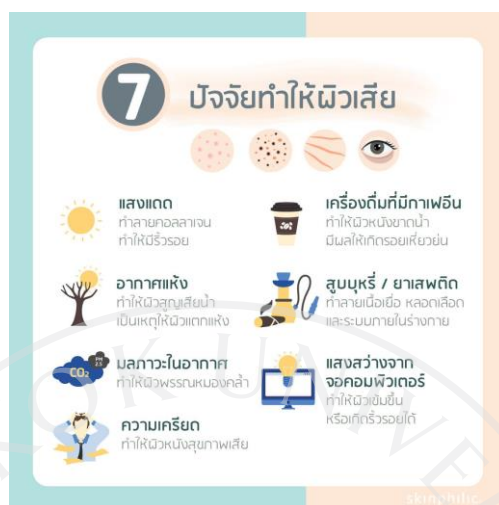 7 ปัจจัยทำให้ผิวเสีย
แสงแดด
ทำลายคอลลาเจน
ทำให้มีริ้วรอย
อากาศแห้ง
ทำให้ผิวสูญเสียน้ำ
เป็นเหตุให้ผิวแตกแห้ง
CO₂
PM
2.5
มลภาวะในอากาศ
ทำให้ผิวพรรณหมองคล้ำ
ความเครียด
ทำให้ผิวหนังสุขภาพเสีย
เครื่องดื่มที่มีกาเฟอีน
ทำให้ผิวหนังขาดน้ำ
มีผลให้เกิดรอยเหี่ยวย่น
สูบบุหรี่ / ยาเสพติด
ทำลายเนื้อเยื่อ หลอดเลือด
และระบบภายในร่างกาย
แสงสว่างจาก
จอคอมพิวเตอร์
ทำให้ผิวเข้มขึ้น
หรือเกิดริ้วรอยได้
skinphilic